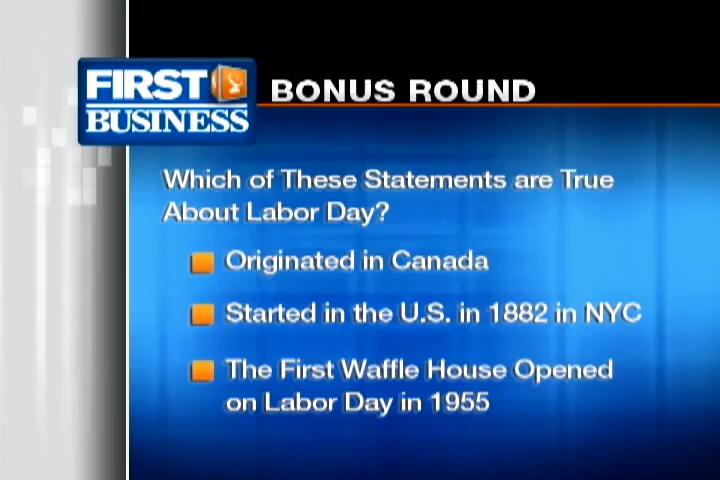 FIRST
BUSINESS
BONUS ROUND
Which of These Statements are True
About Labor Day?
Originated in Canada
Started in the U.S. in 1882 in NYC
The First Waffle House Opened
on Labor Day in 1955